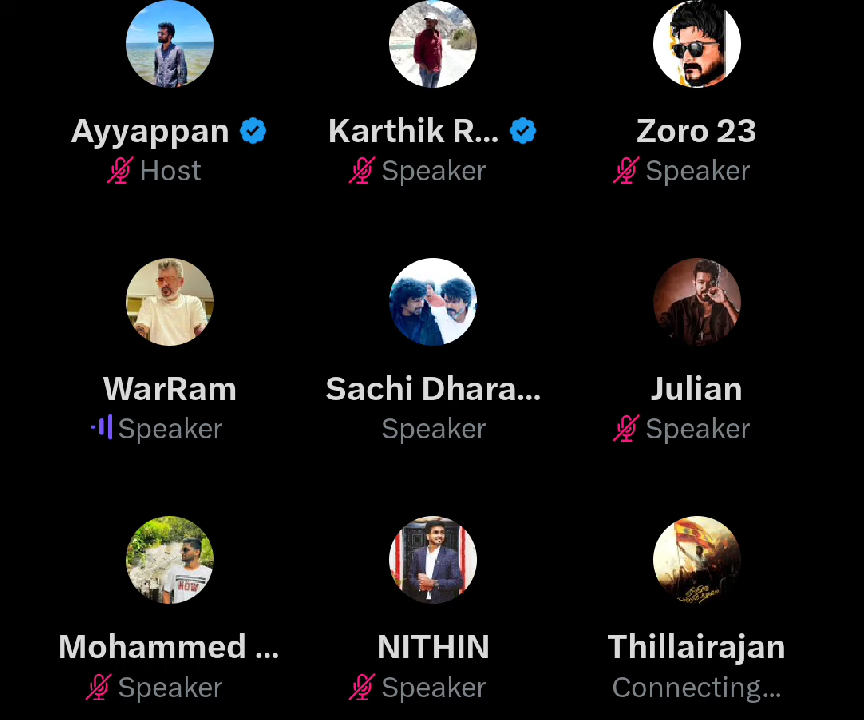 Ayyappan
Karthik R...
Zoro 23
Host
Speaker
Speaker
WarRam
Sachi Dhara...
Julian
Speaker
Speaker
Speaker
Mohammed ...
NITHIN
Thillairajan
Speaker
Speaker
Connecting...